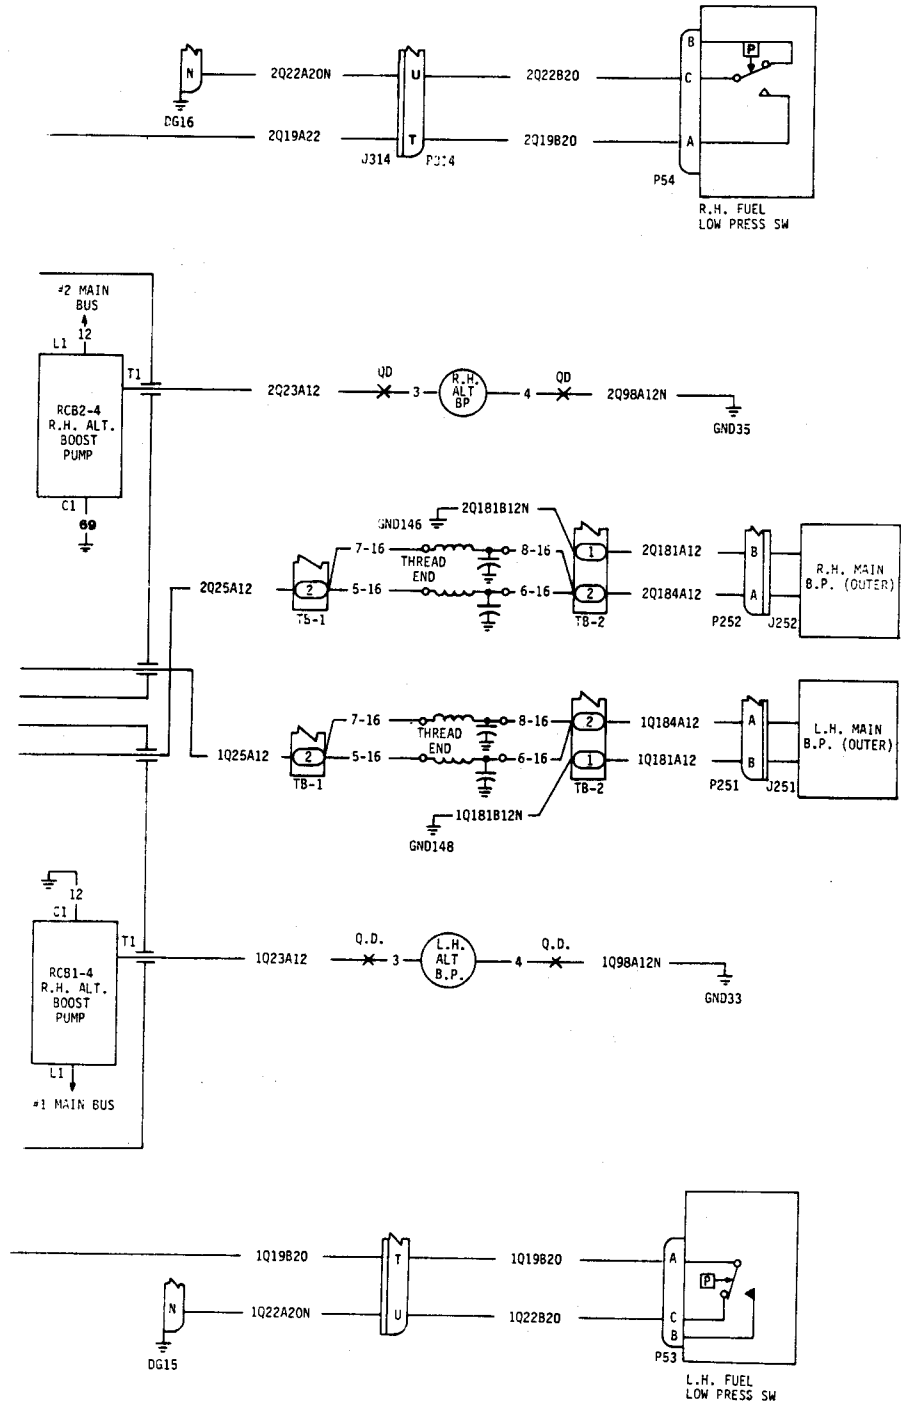 B
P
N
2Q22A20N
U
2Q22B20
C
DG16
2Q19A22
T
2Q19B20
A
J314
P314
P54
R.H. FUEL
LOW PRESS SW
#2 MAIN
BUS
12
L1
T1
QD
R.H.
ALT
BP
QD
2Q23A12
3
4
2Q98A12N
RCB2-4
R.H. ALT.
BOOST
PUMP
GND35
C1
69
2Q181B12N
GND146
7-16
8-16
1
2Q181A12
B
THREAD
END
R.H. MAIN
B.P. (OUTER)
2Q25A12
2
5-16
6-16
2
2Q184A12
A
TB-1
TB-2
P252
J252
7-16
8-16
2
1Q184A12
A
THREAD
END
L.H. MAIN
B.P. (OUTER)
1Q25A12
2
5-16
6-16
1
1Q181A12
B
TB-1
TB-2
P251
J251
1Q181B12N
GND148
12
C1
T1
Q.D.
L.H.
ALT
B.P.
Q.D.
1Q23A12
3
4
1Q98A12N
RCB1-4
R.H. ALT.
BOOST
PUMP
GND33
L1
#1 MAIN BUS
1Q19B20
T
1Q19B20
A
P
N
1Q22A20N
U
1Q22B20
C
B
DG15
P53
L.H. FUEL
LOW PRESS SW